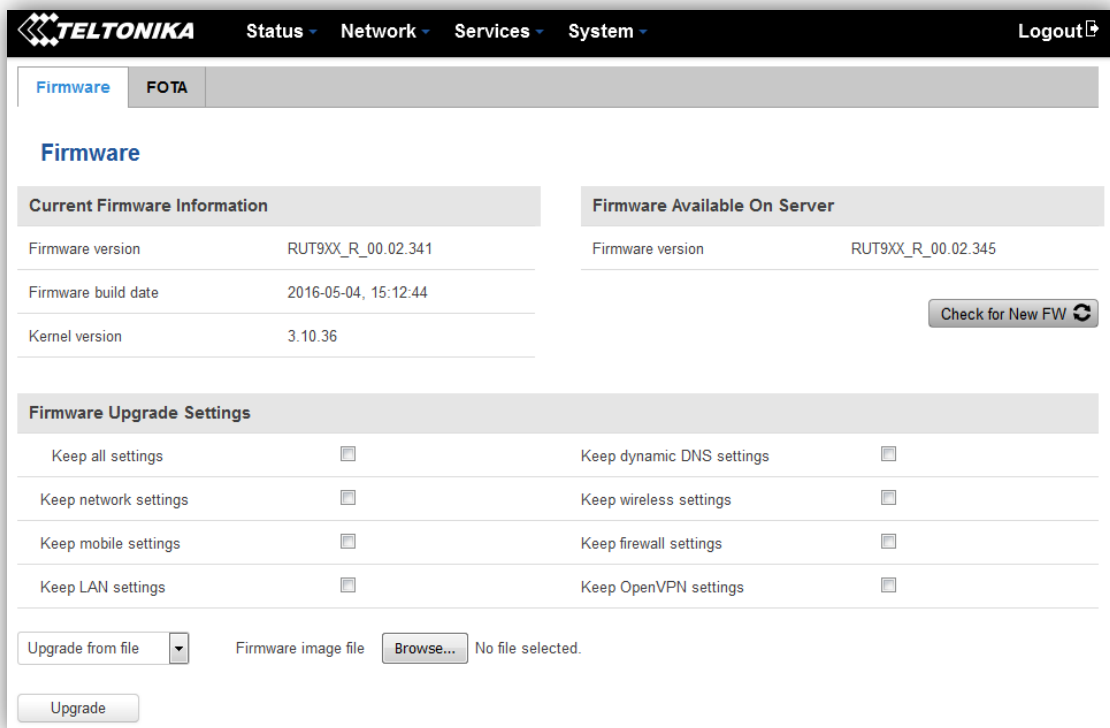 TELTONIKA Status Network Services System Logout
Firmware FOTA
Firmware
Current Firmware Information Firmware Available On Server
Firmware version RUT9XX_R_00.02.341 Firmware version RUT9XX_R_00.02.345
Firmware build date 2016-05-04, 15:12:44
Check for New FW
Kernel version 3.10.36
Firmware Upgrade Settings
Keep all settings Keep dynamic DNS settings
Keep network settings Keep wireless settings
Keep mobile settings Keep firewall settings
Keep LAN settings Keep OpenVPN settings
Upgrade from file Firmware image file Browse... No file selected.
Upgrade